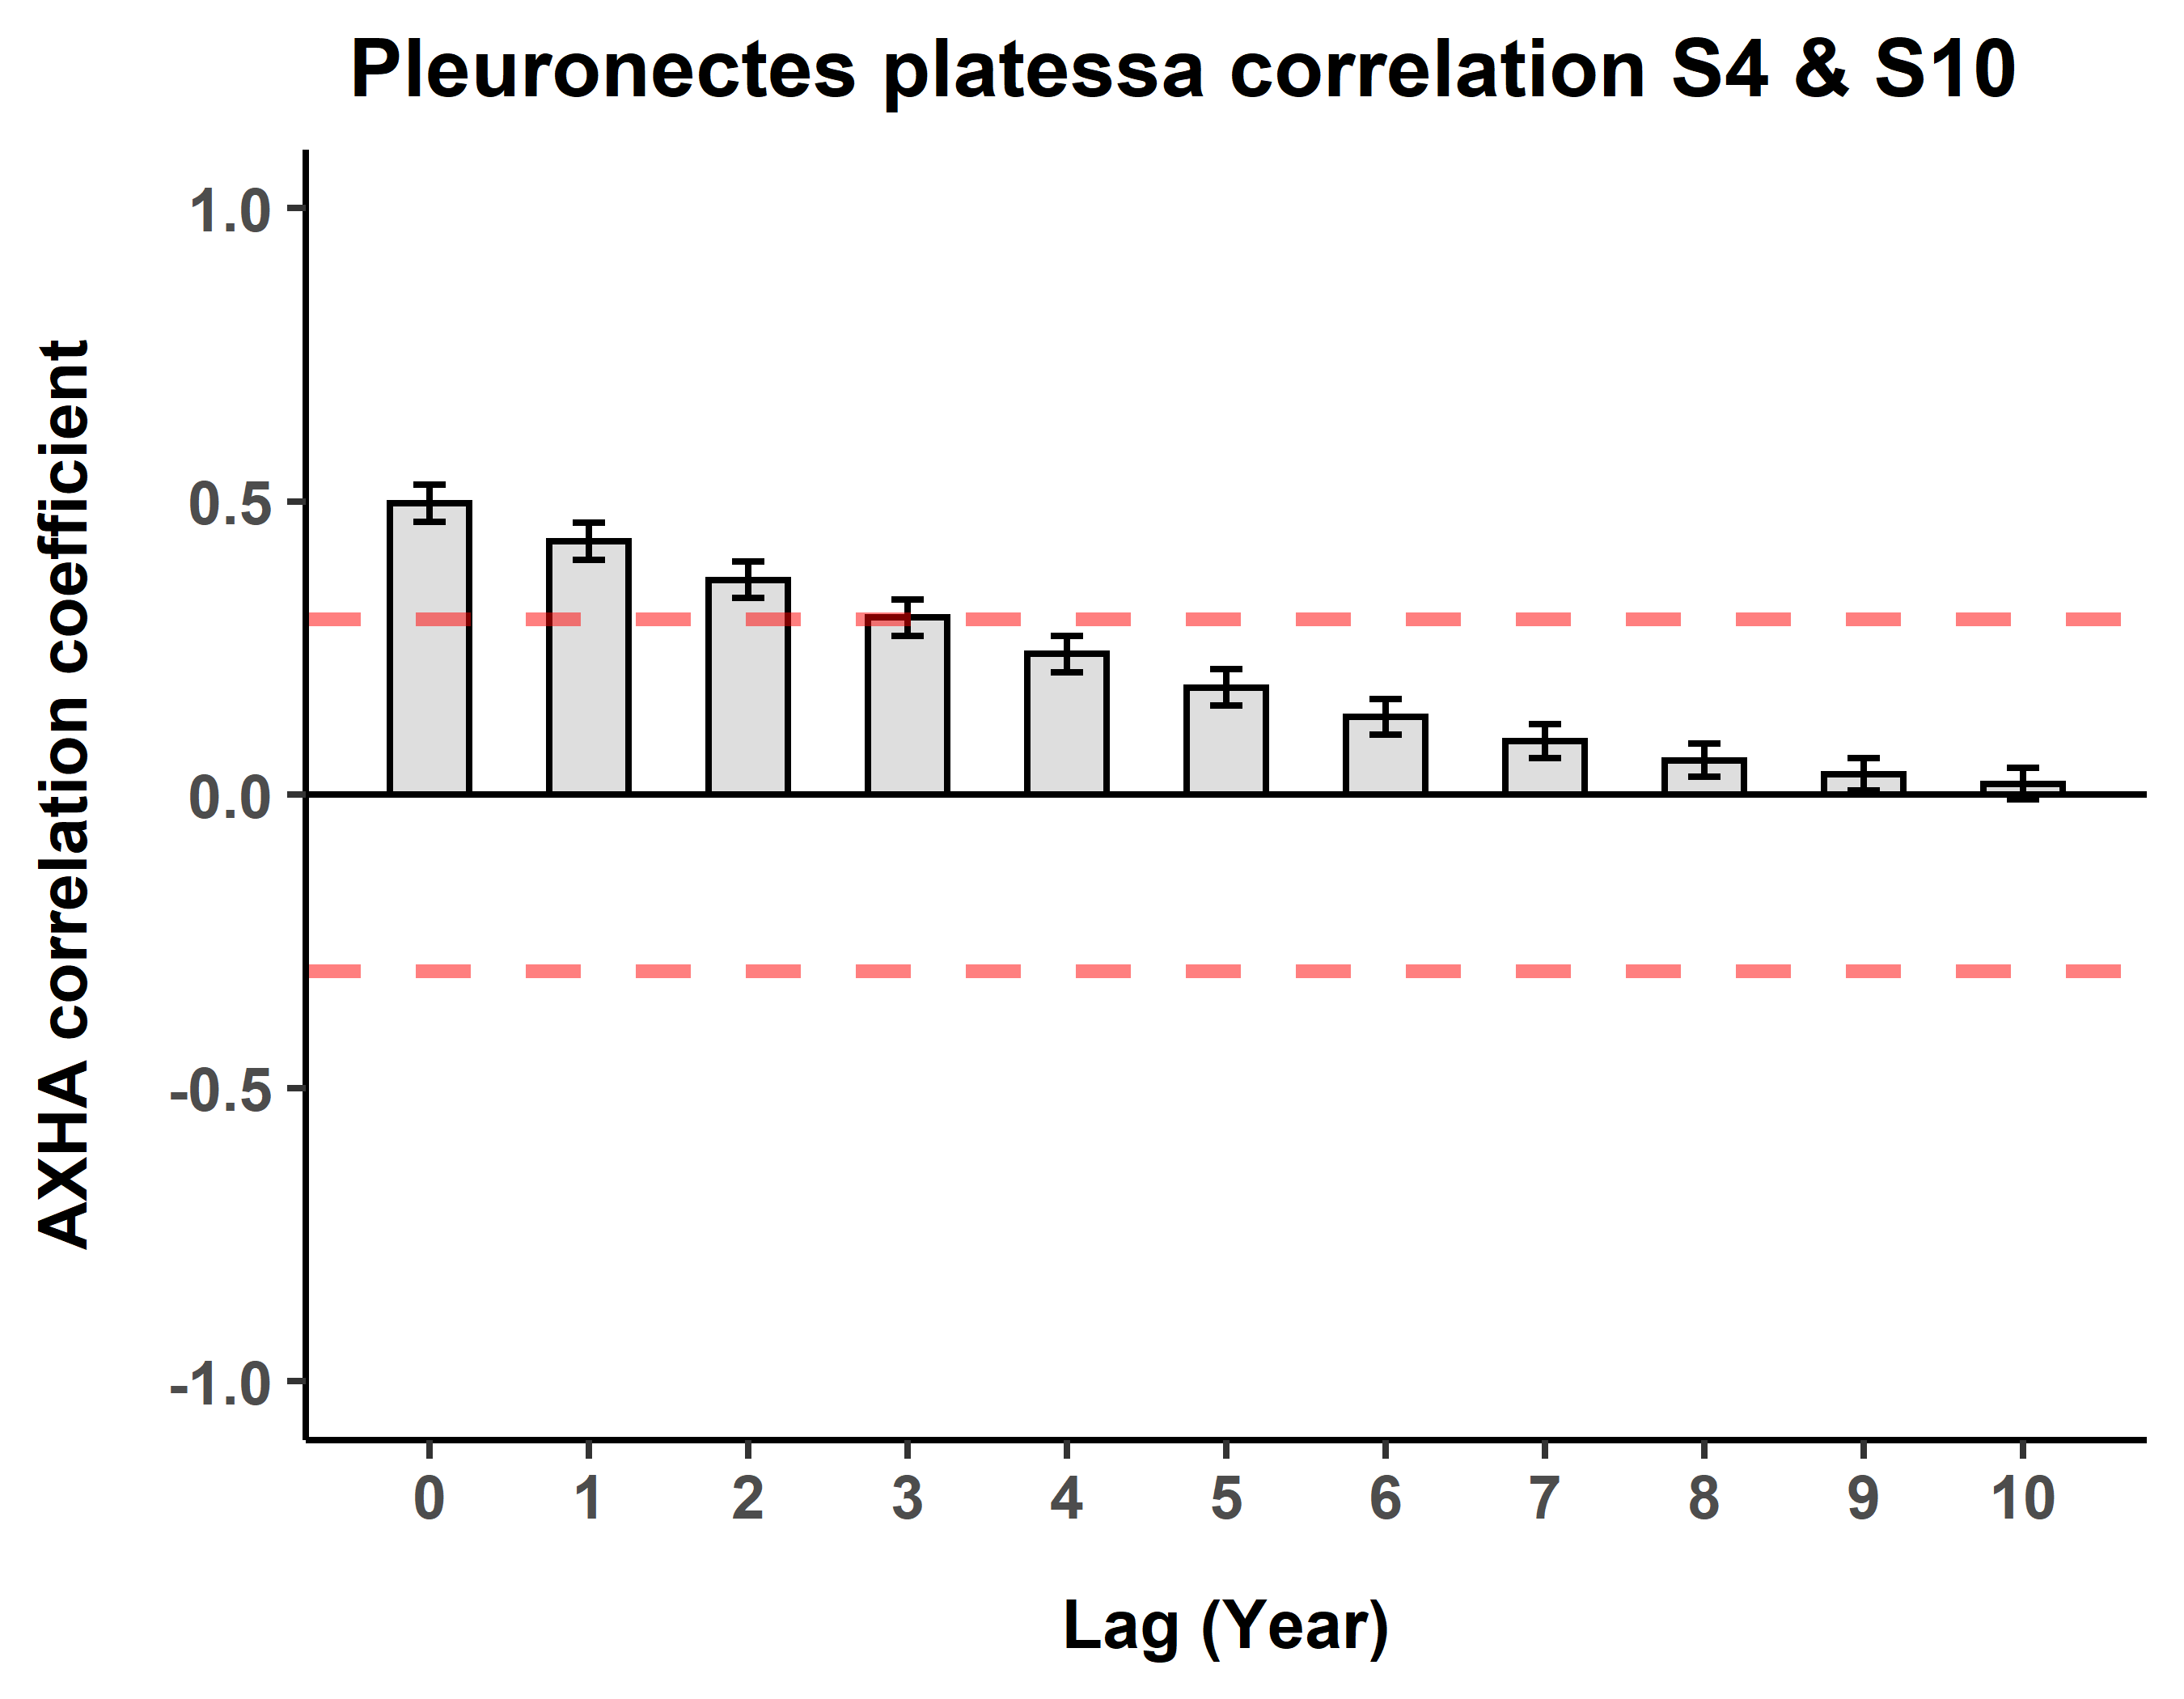 Pleuronectes platessa correlation S4 & S10
AXHA correlation coefficient
1.0
0.5
0.0
-0.5
-1.0
0 1 2 3 4 5 6 7 8 9 10
Lag (Year)